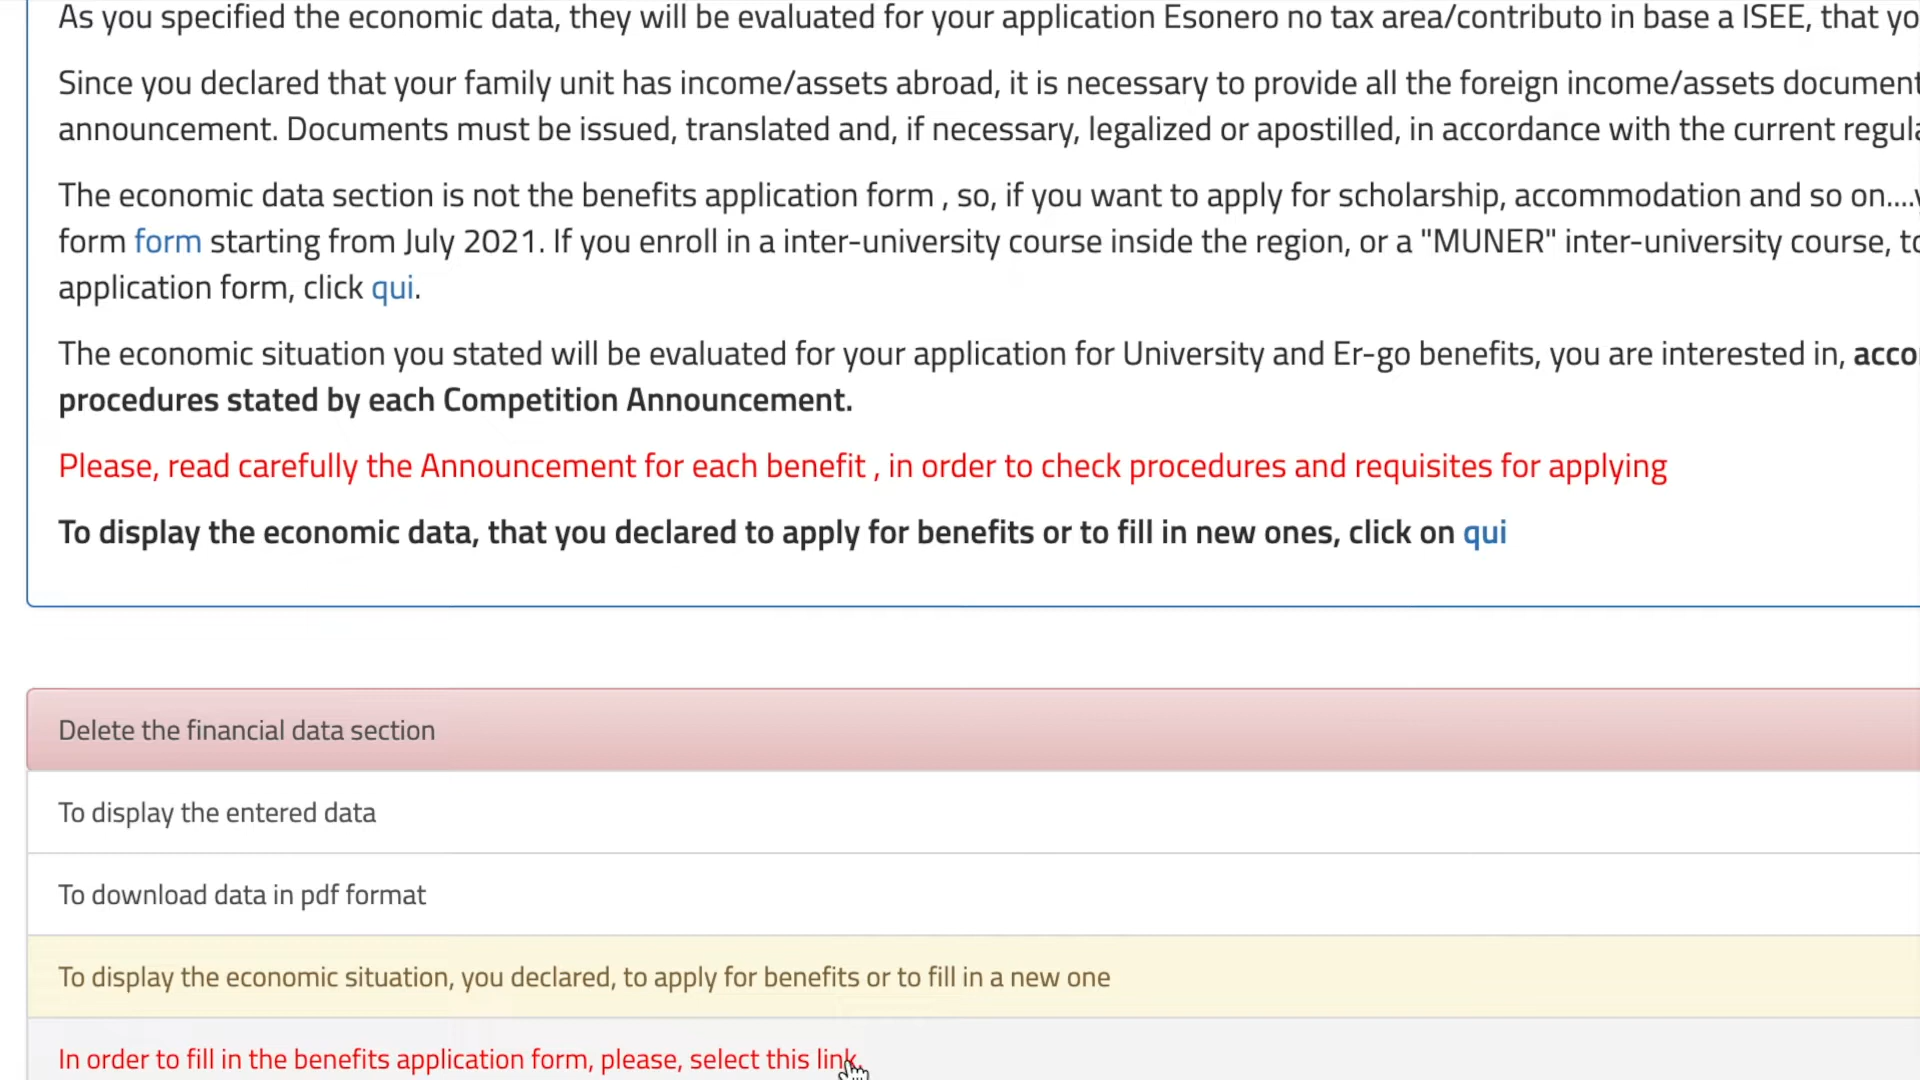 As you specified the economic data, they will be evaluated for your application Esonero no tax area/contributo in base a ISEE, that yo
Since you declared that your family unit has income/assets abroad, it is necessary to provide all the foreign income/assets document
announcement. Documents must be issued, translated and, if necessary, legalized or apostilled, in accordance with the current regula
The economic data section is not the benefits application form , so, if you want to apply for scholarship, accommodation and so on....y
form form starting from July 2021. If you enroll in a inter-university course inside the region, or a "MUNER" inter-university course, to
application form, click qui.
The economic situation you stated will be evaluated for your application for University and Er-go benefits, you are interested in, acco
procedures stated by each Competition Announcement.
Please, read carefully the Announcement for each benefit , in order to check procedures and requisites for applying
To display the economic data, that you declared to apply for benefits or to fill in new ones, click on qui
Delete the financial data section
To display the entered data
To download data in pdf format
To display the economic situation, you declared, to apply for benefits or to fill in a new one
In order to fill in the benefits application form, please, select this link.